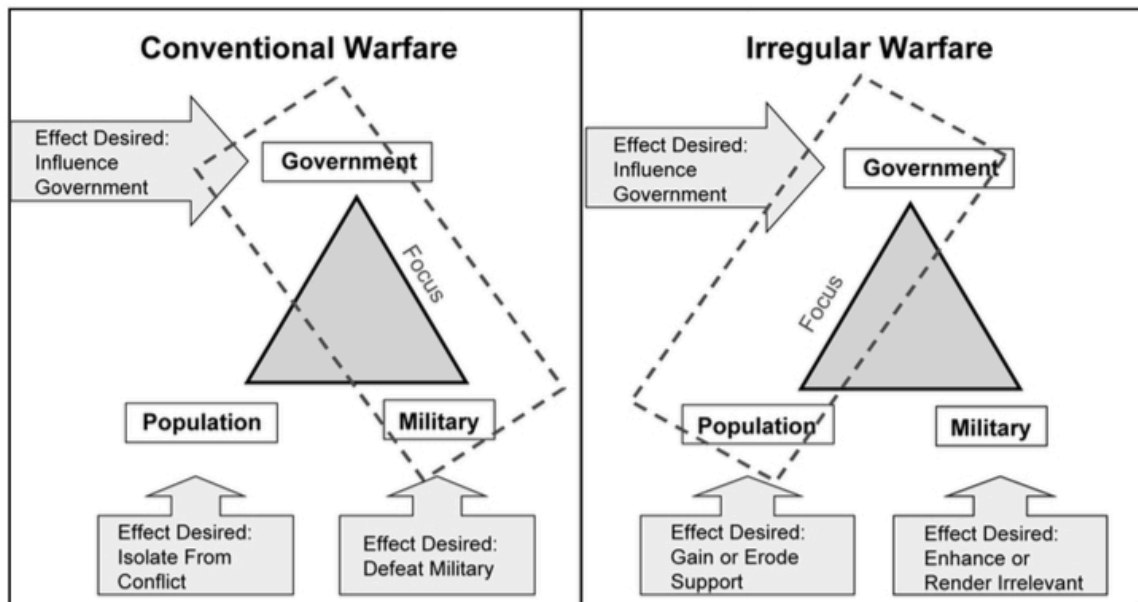 Conventional Warfare
Effect Desired:
Influence
Government
Government
Focus
Population
Military
Effect Desired:
Isolate From
Conflict
Effect Desired:
Defeat Military
Irregular Warfare
Effect Desired:
Influence
Government
Government
Focus
Population
Military
Effect Desired:
Gain or Erode
Support
Effect Desired:
Enhance or
Render Irrelevant